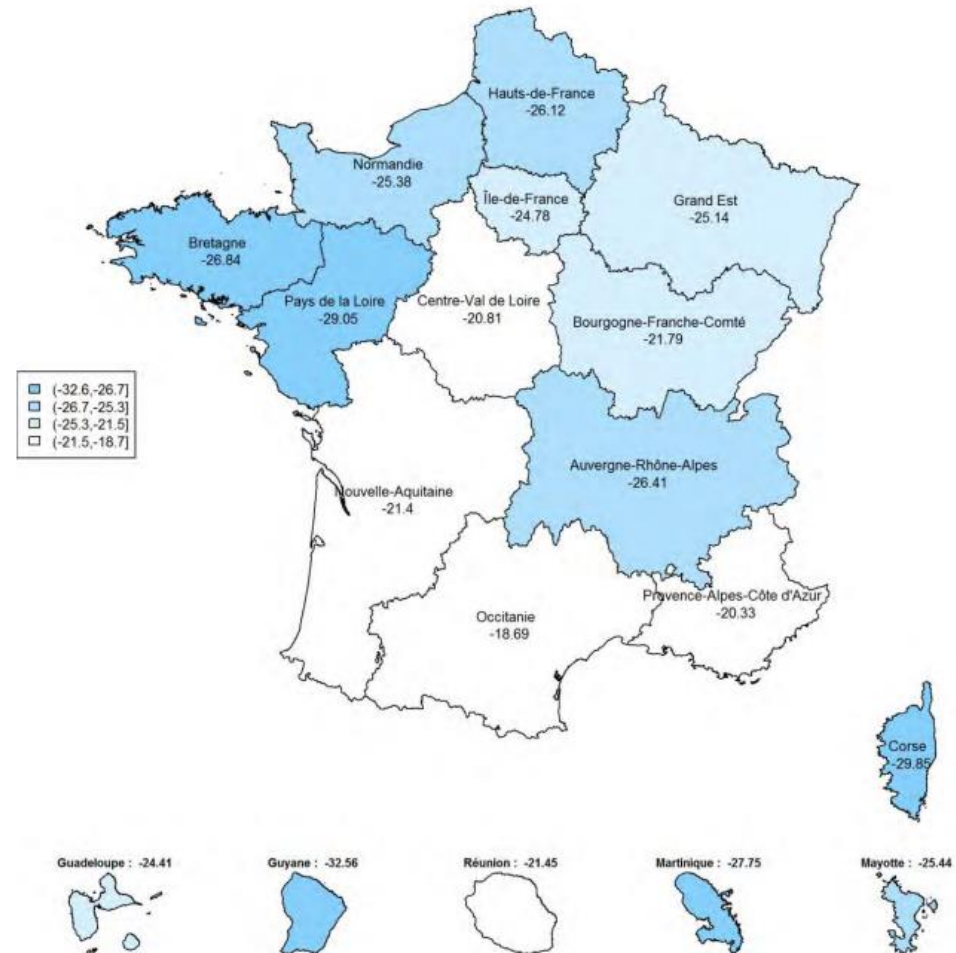 Hauts-de-France
-26.12
Normandie
-25.38
Île-de-France
-24.78
Grand Est
-25.14
Bretagne
-26.84
Pays de la Loire
-29.05
Centre-Val de Loire
-20.81
Bourgogne-Franche-Comté
-21.79
(-32.6,-26.7]
(-26.7,-25.3]
(-25.3,-21.5]
(-21.5,-18.7]
Auvergne-Rhône-Alpes
-26.41
Nouvelle-Aquitaine
-21.4
Provence-Alpes-Côte d'Azur
-20.33
Occitanie
-18.69
Corse
-29.85
Guadeloupe : -24.41
Guyane : -32.56
Réunion : -21.45
Martinique : -27.75
Mayotte : -25.44